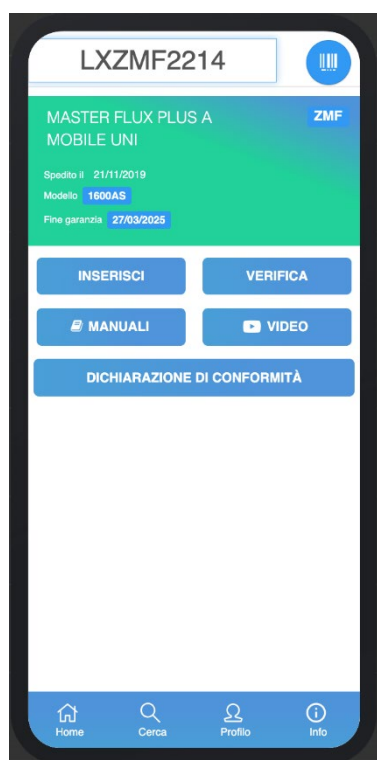 LXZMF2214
MASTER FLUX PLUS A
MOBILE UNI
ZMF
Spedito il 21/11/2019
Modello 1600AS
Fine garanzia 27/03/2025
INSERISCI
VERIFICA
MANUALI
VIDEO
DICHIARAZIONE DI CONFORMITÀ
Home
Cerca
Profilo
Info